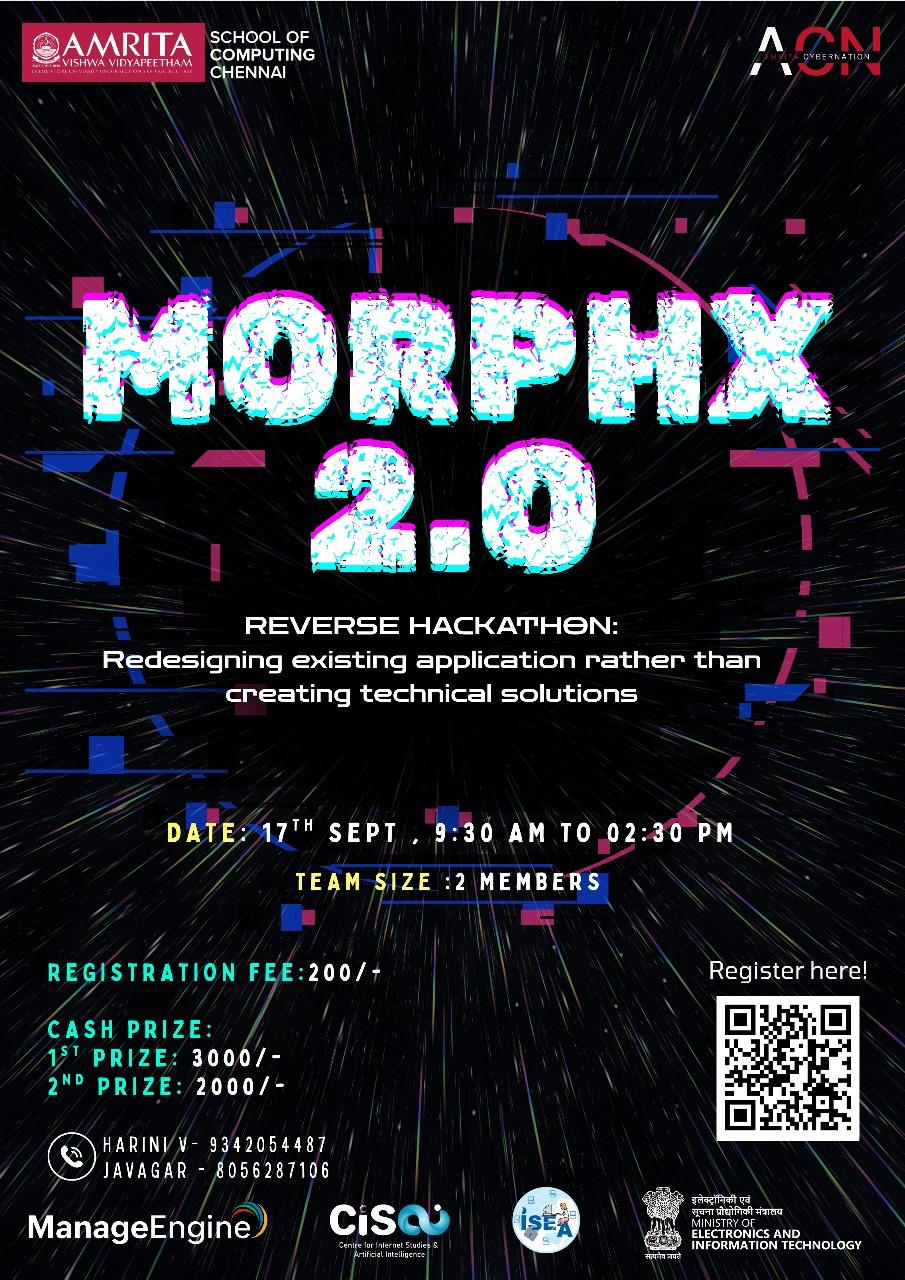 AMRITA
VISHWA VIDYAPEETHAM
SCHOOL OF
COMPUTING
CHENNAI
ACN
AMRITA CYBERNATION
MORPHX
2.0
REVERSE HACKATHON:
Redesigning existing application rather than
creating technical solutions
DATE: 17TH SEPT , 9:30 AM TO 02:30 PM
TEAM SIZE :2 MEMBERS
REGISTRATION FEE:200/-
Register here!
CASH PRIZE:
1ST PRIZE: 3000/-
2ND PRIZE: 2000/-
HARINI V- 9342054487
JAVAGAR - 8056287106
ManageEngine
CiSAI
Centre for Internet Studies &
Artificial Intelligence
ISEA
इलेक्ट्रॉनिकी एवं
सूचना प्रौद्योगिकी मंत्रालय
MINISTRY OF
ELECTRONICS AND
INFORMATION TECHNOLOGY
सत्यमेव जयते